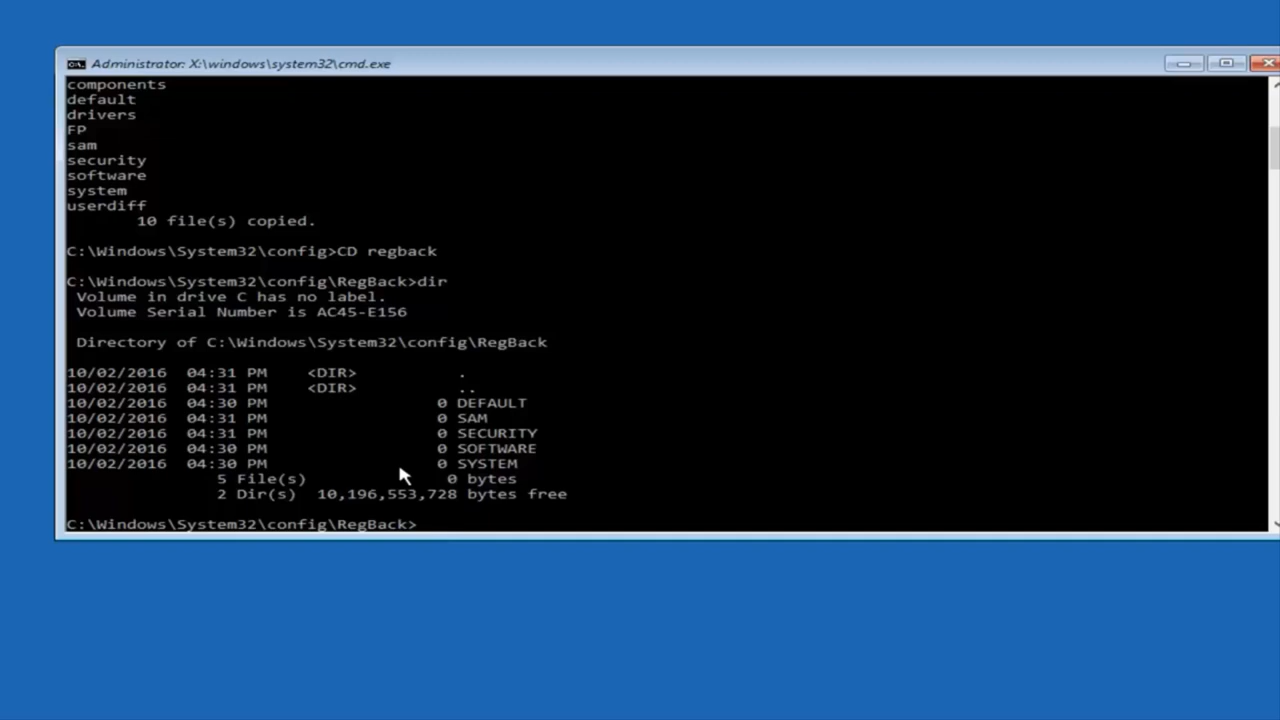 Administrator: X:\windows\system32\cmd.exe
components
default
drivers
FP
sam
security
software
system
userdiff
10 file(s) copied.
C:\Windows\System32\config>CD regback
C:\Windows\System32\config\RegBack>dir
Volume in drive C has no label.
Volume Serial Number is AC45-E156
Directory of C:\Windows\System32\config\RegBack
10/02/2016 04:31 PM <DIR> .
10/02/2016 04:31 PM <DIR> ..
10/02/2016 04:30 PM 0 DEFAULT
10/02/2016 04:31 PM 0 SAM
10/02/2016 04:31 PM 0 SECURITY
10/02/2016 04:30 PM 0 SOFTWARE
10/02/2016 04:30 PM 0 SYSTEM
5 File(s) 0 bytes
2 Dir(s) 10,196,553,728 bytes free
C:\Windows\System32\config\RegBack>